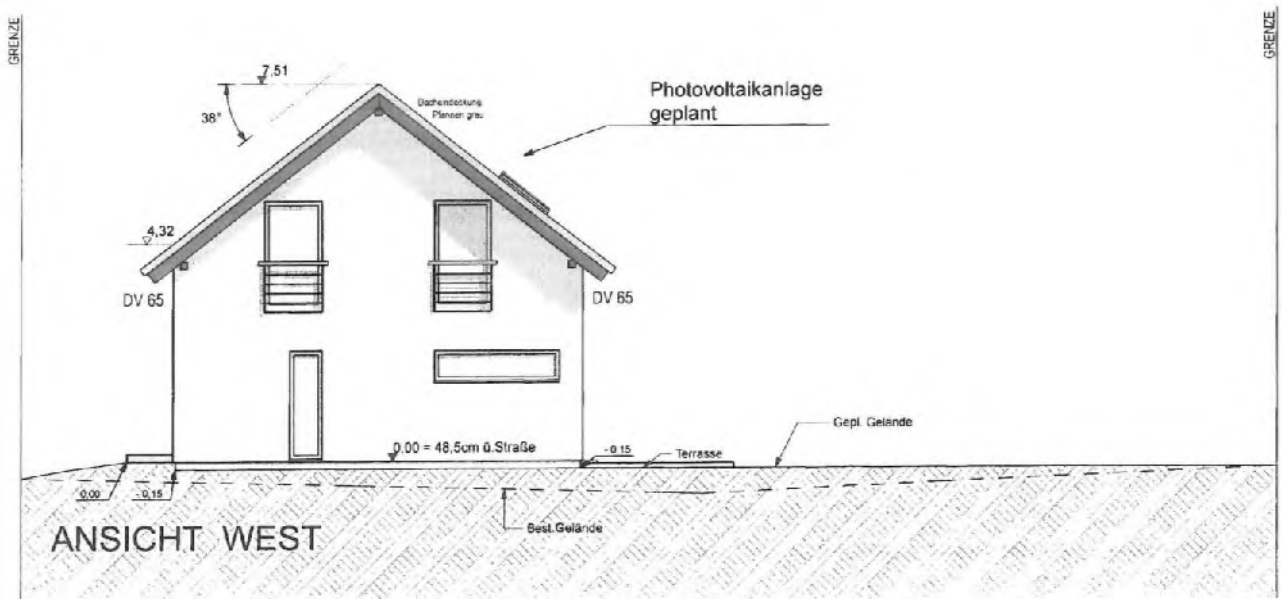 GRENZE
GRENZE
7,51
38°
Dacheindeckung
Pfannen grau
Photovoltaikanlage
geplant
4,32
DV 65
DV 65
0,00 = 48,5cm ü.Straße
- 0,15
Terrasse
Gepl. Gelände
0,00
- 0,15
Best.Gelände
ANSICHT WEST